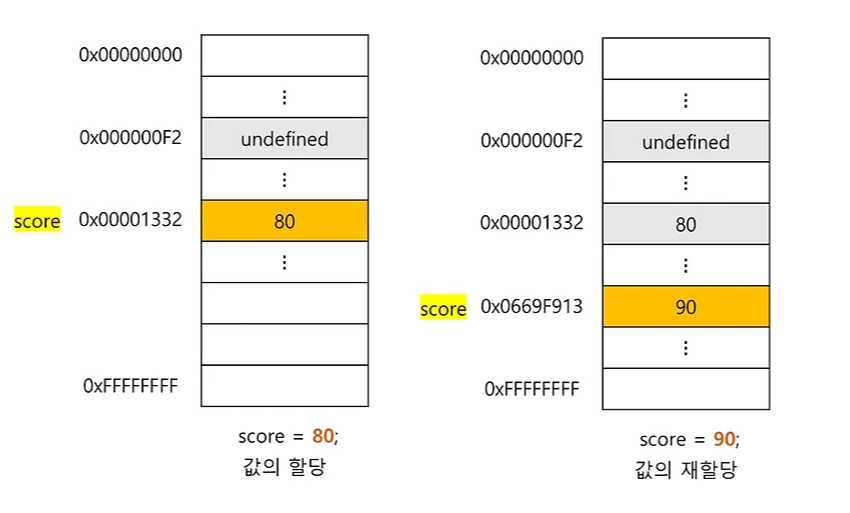 0x00000000
⋮
0x000000F2 undefined
⋮
score 0x00001332 80
⋮
0xFFFFFFFF
score = 80;
값의 할당
0x00000000
⋮
0x000000F2 undefined
⋮
0x00001332 80
⋮
score 0x0669F913 90
⋮
0xFFFFFFFF
score = 90;
값의 재할당